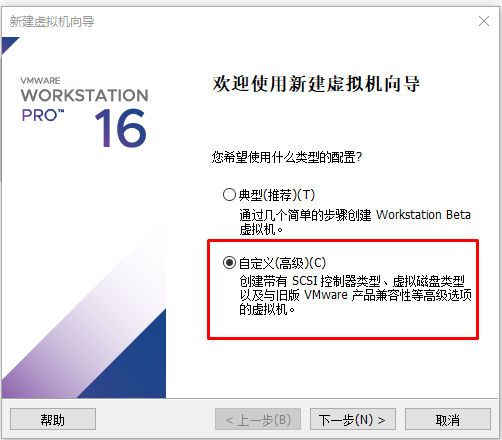 新建虚拟机向导
VMWARE
WORKSTATION
PRO™ 16
欢迎使用新建虚拟机向导
您希望使用什么类型的配置?
典型(推荐)(T)
通过几个简单的步骤创建 Workstation Beta
虚拟机。
自定义(高级)(C)
创建带有 SCSI 控制器类型、虚拟磁盘类型
以及与旧版 VMware 产品兼容性等高级选项
的虚拟机。
帮助
< 上一步(B)
下一步(N) >
取消